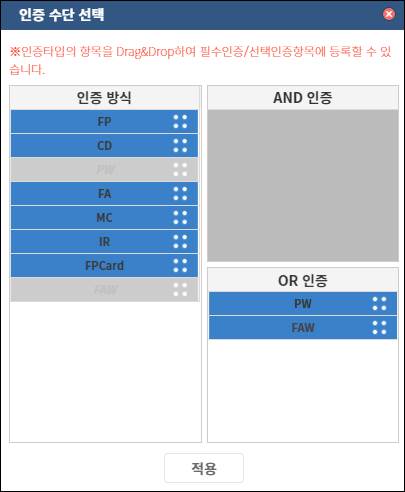 인증 수단 선택
※인증타입의 항목을 Drag&Drop하여 필수인증/선택인증항목에 등록할 수 있
습니다.
인증 방식
FP
CD
PW
FA
MC
IR
FPCard
FAW
AND 인증
OR 인증
PW
FAW
적용